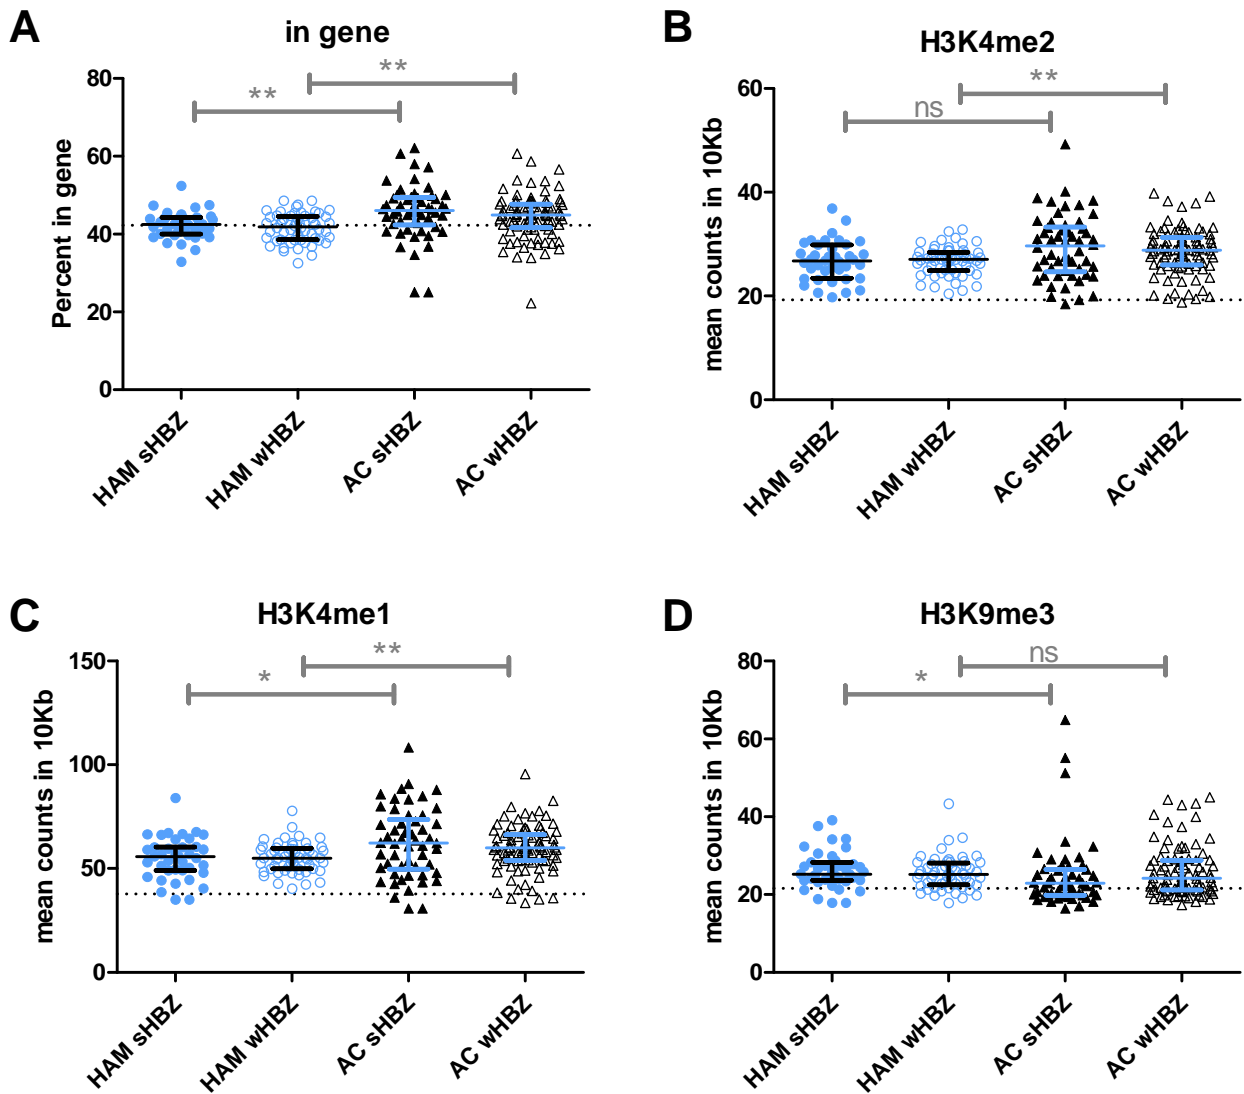 A
in gene
**
**
Percent in gene
80
60
40
20
0
HAM sHBZ
HAM wHBZ
AC sHBZ
AC wHBZ
B
H3K4me2
**
ns
mean counts in 10Kb
60
40
20
0
HAM sHBZ
HAM wHBZ
AC sHBZ
AC wHBZ
C
H3K4me1
**
*
mean counts in 10Kb
150
100
50
0
HAM sHBZ
HAM wHBZ
AC sHBZ
AC wHBZ
D
H3K9me3
ns
*
mean counts in 10Kb
80
60
40
20
0
HAM sHBZ
HAM wHBZ
AC sHBZ
AC wHBZ